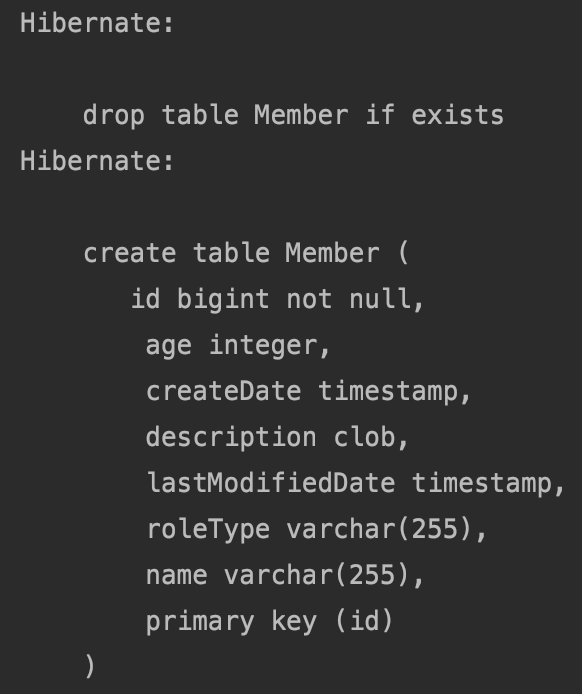 Hibernate:
drop table Member if exists
Hibernate:
create table Member (
id bigint not null,
age integer,
createDate timestamp,
description clob,
lastModifiedDate timestamp,
roleType varchar(255),
name varchar(255),
primary key (id)
)